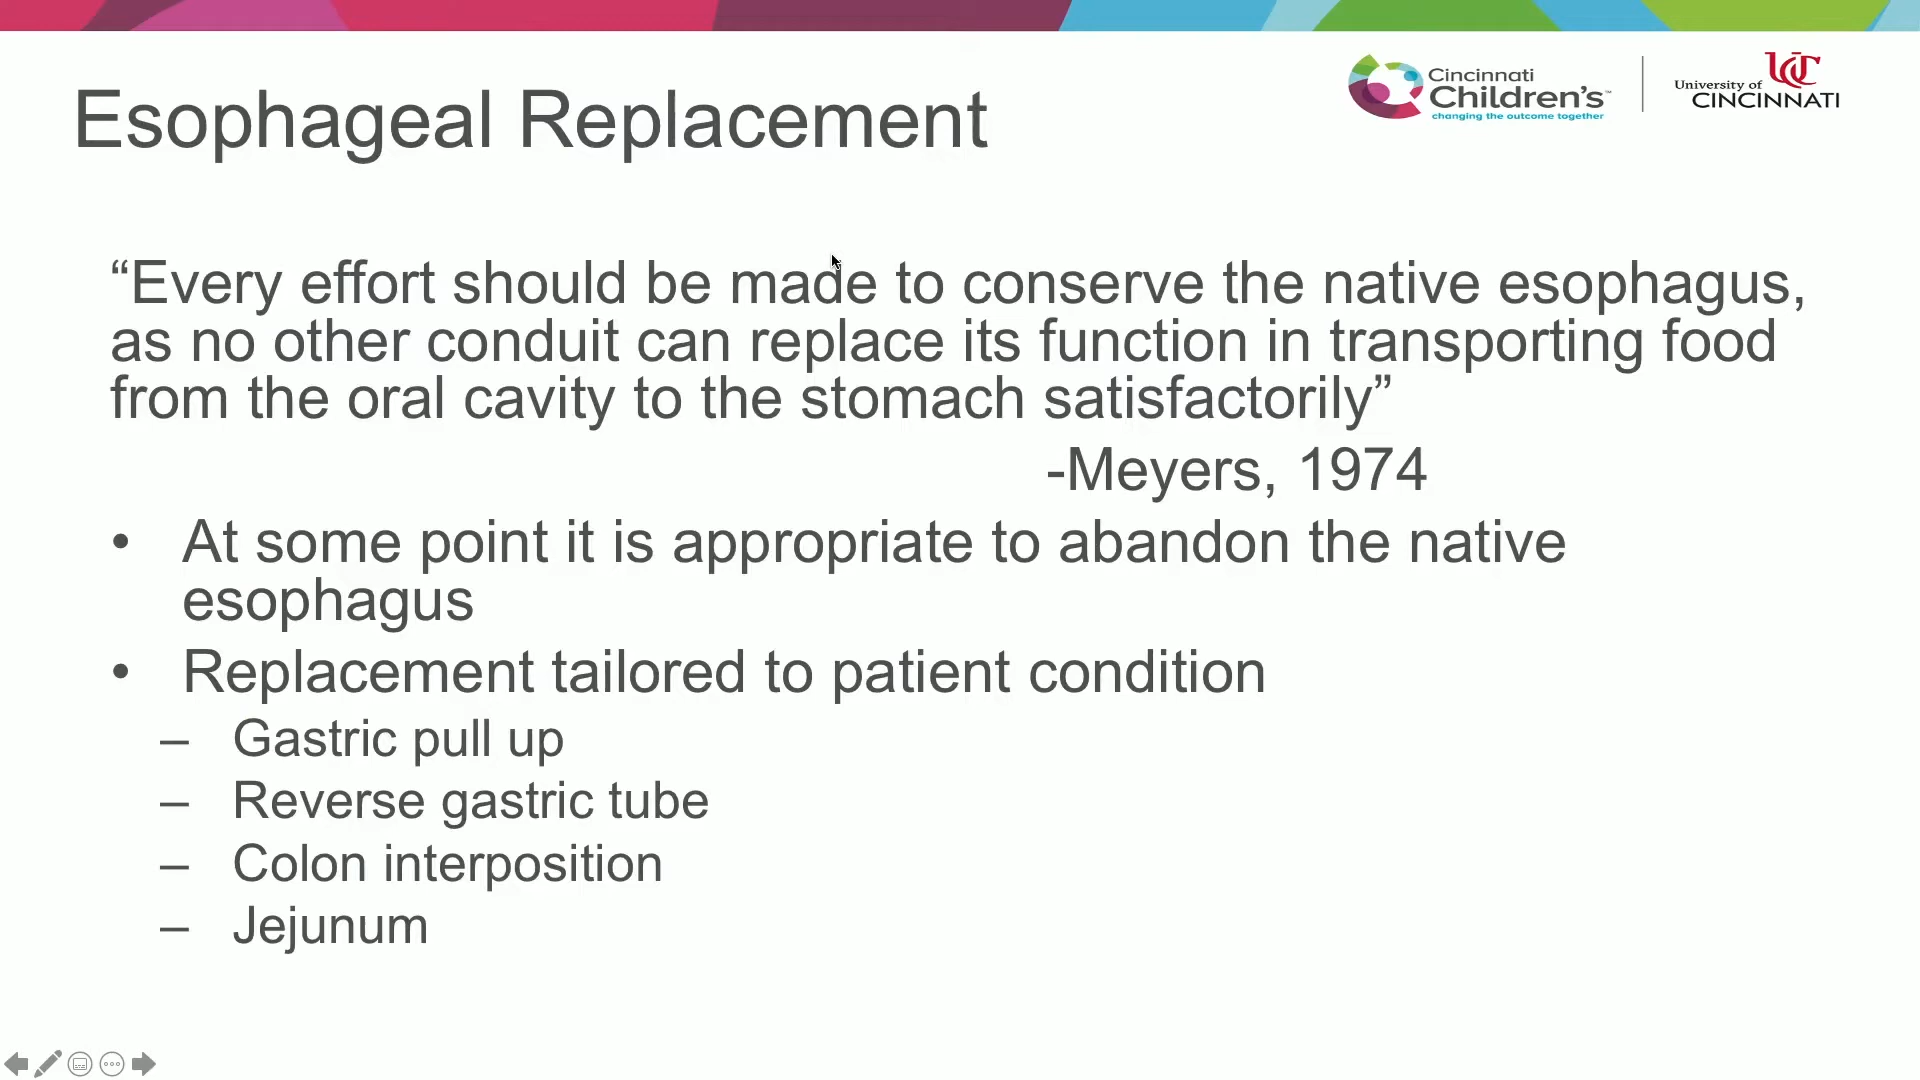 Cincinnati
Children's™
changing the outcome together
UC
University of
CINCINNATI
Esophageal Replacement
“Every effort should be made to conserve the native esophagus,
as no other conduit can replace its function in transporting food
from the oral cavity to the stomach satisfactorily”
-Meyers, 1974
• At some point it is appropriate to abandon the native
esophagus
• Replacement tailored to patient condition
– Gastric pull up
– Reverse gastric tube
– Colon interposition
– Jejunum